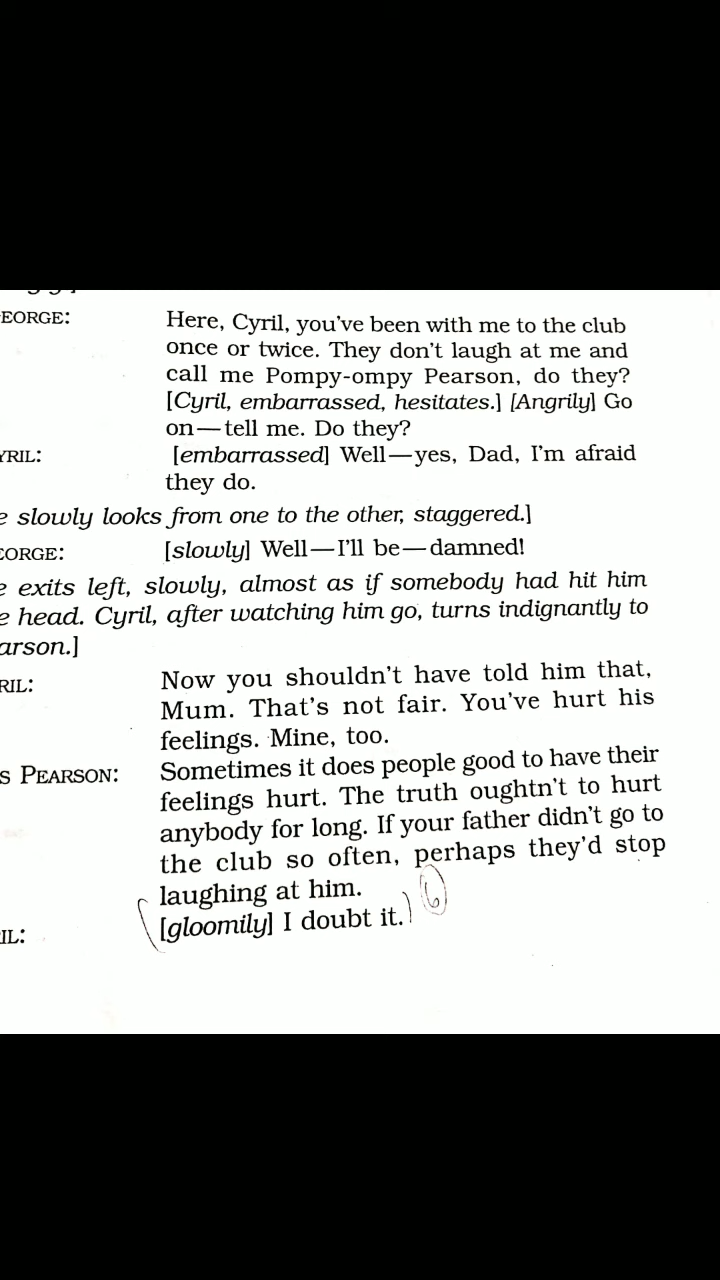 EORGE: Here, Cyril, you've been with me to the club
once or twice. They don't laugh at me and
call me Pompy-ompy Pearson, do they?
[Cyril, embarrassed, hesitates.] [Angrily] Go
on—tell me. Do they?
YRIL: [embarrassed] Well—yes, Dad, I'm afraid
they do.
e slowly looks from one to the other, staggered.]
EORGE: [slowly] Well—I'll be—damned!
e exits left, slowly, almost as if somebody had hit him
e head. Cyril, after watching him go, turns indignantly to
arson.]
RIL: Now you shouldn't have told him that,
Mum. That's not fair. You've hurt his
feelings. Mine, too.
S PEARSON: Sometimes it does people good to have their
feelings hurt. The truth oughtn't to hurt
anybody for long. If your father didn't go to
the club so often, perhaps they'd stop
laughing at him.
IL: [gloomily] I doubt it. 6